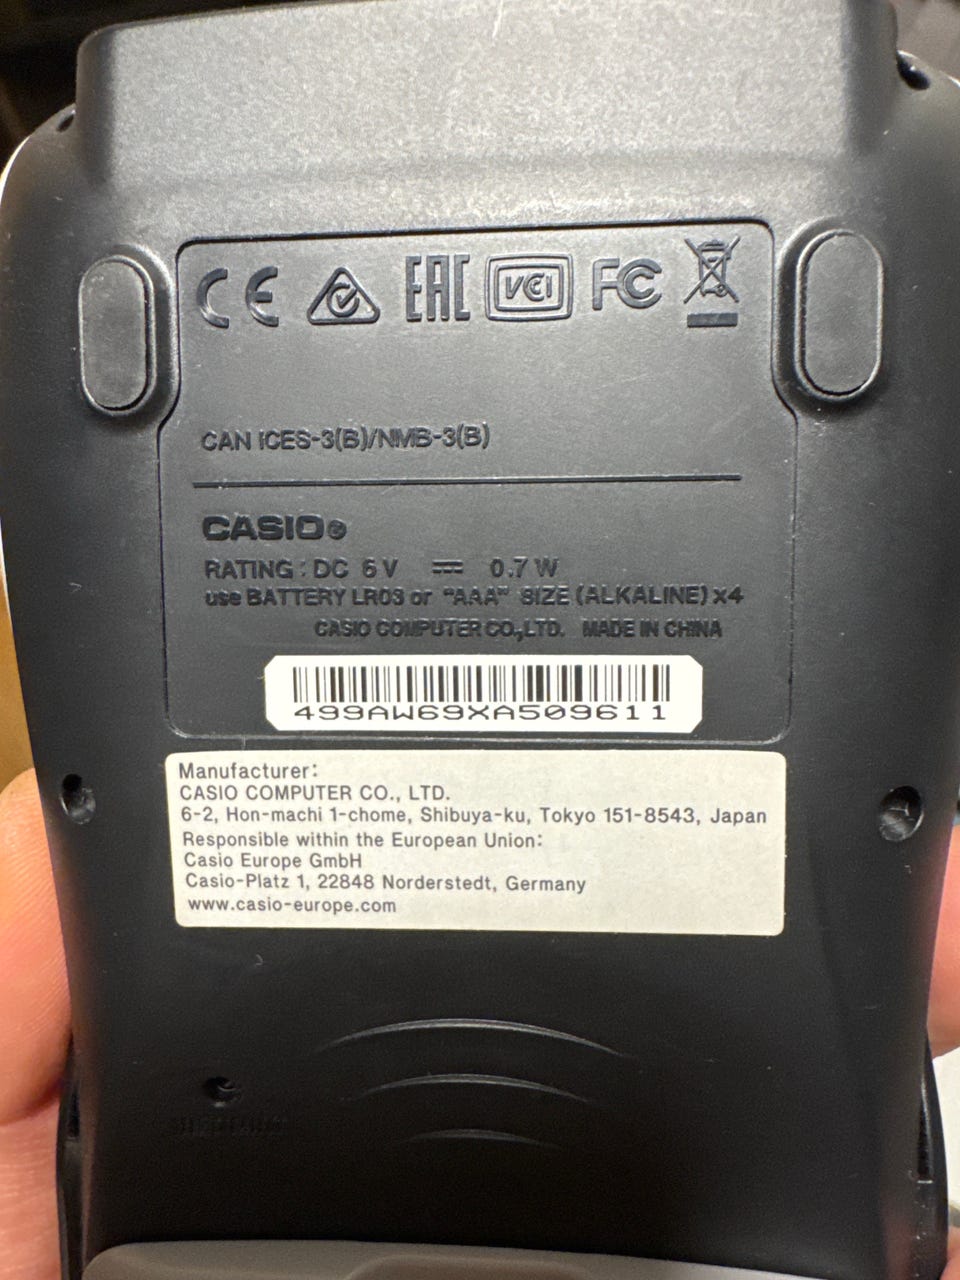 CE EAC VCCI FC
CAN ICES-3(B)/NMB-3(B)
CASIO®
RATING : DC 6 V ⎓ 0.7 W
use BATTERY LR03 or "AAA" SIZE (ALKALINE) x4
CASIO COMPUTER CO.,LTD. MADE IN CHINA
499AW69XA509611
Manufacturer:
CASIO COMPUTER CO., LTD.
6-2, Hon-machi 1-chome, Shibuya-ku, Tokyo 151-8543, Japan
Responsible within the European Union:
Casio Europe GmbH
Casio-Platz 1, 22848 Norderstedt, Germany
www.casio-europe.com